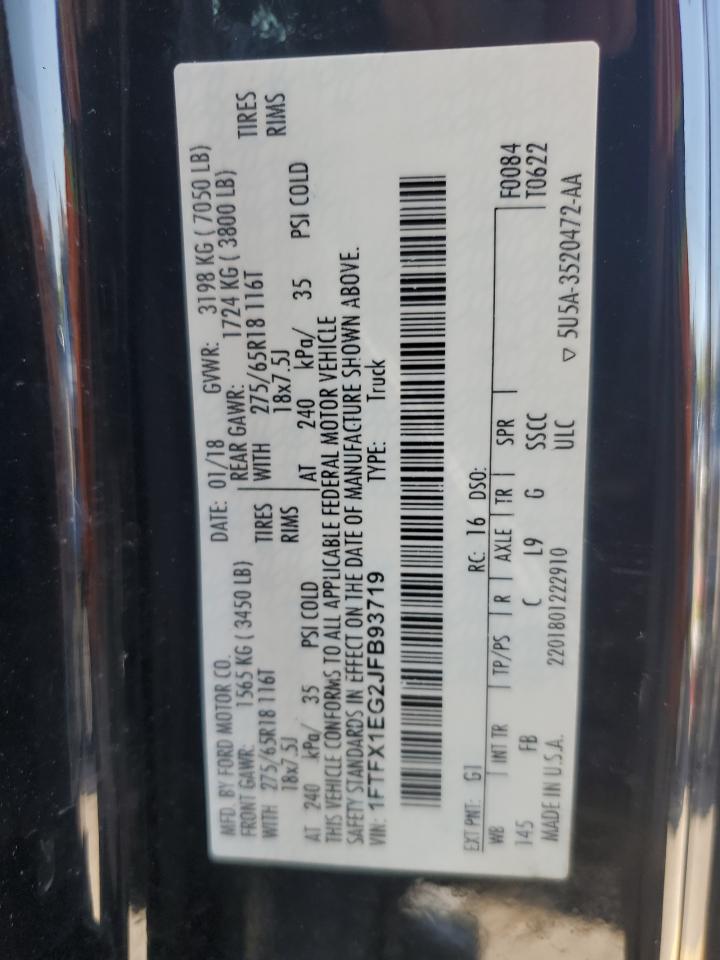 MFD. BY FORD MOTOR CO.
DATE: 01/18 GVWR: 3198 KG ( 7050 LB)
FRONT GAWR: 1565 KG ( 3450 LB)
REAR GAWR: 1724 KG ( 3800 LB)
WITH 275/65R18 116T TIRES
WITH 275/65R18 116T TIRES
18x7.5J RIMS
18x7.5J RIMS
AT 240 kPa/ 35 PSI COLD
AT 240 kPa/ 35 PSI COLD
THIS VEHICLE CONFORMS TO ALL APPLICABLE FEDERAL MOTOR VEHICLE
SAFETY STANDARDS IN EFFECT ON THE DATE OF MANUFACTURE SHOWN ABOVE.
VIN: 1FTFX1EG2JFB93719 TYPE: Truck
EXT PNT: G1 RC: 16 DSO:
WB INT TR TP/PS R AXLE TR SPR F0084
145 FB C L9 G SSCC T0622
MADE IN U.S.A. 2201801222910 ULC ▽ 5U5A-3520472-AA